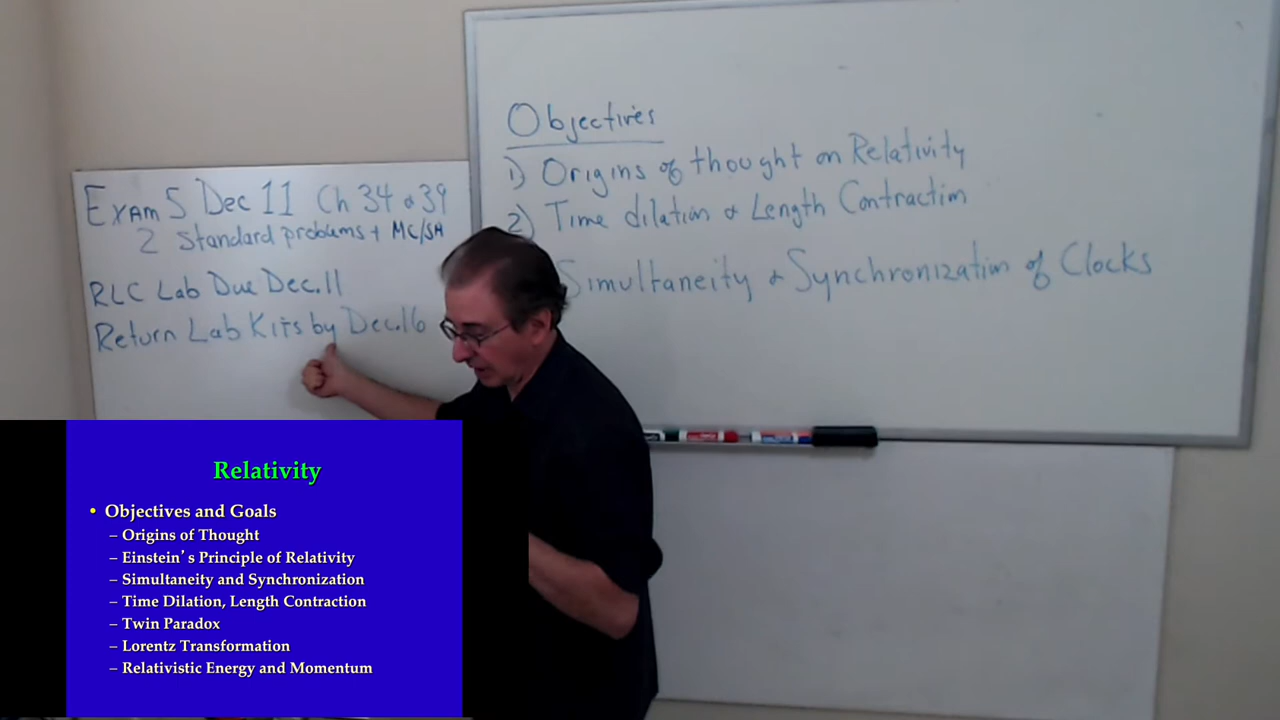 Exam 5 Dec 11 Ch 34 & 39
2 Standard problems + MC/SA
RLC Lab Due Dec. 11
Return Lab Kits by Dec. 16
Objectives
1) Origins of thought on Relativity
2) Time dilation & Length Contraction
Simultaneity & Synchronization of Clocks
Relativity
• Objectives and Goals
– Origins of Thought
– Einstein's Principle of Relativity
– Simultaneity and Synchronization
– Time Dilation, Length Contraction
– Twin Paradox
– Lorentz Transformation
– Relativistic Energy and Momentum